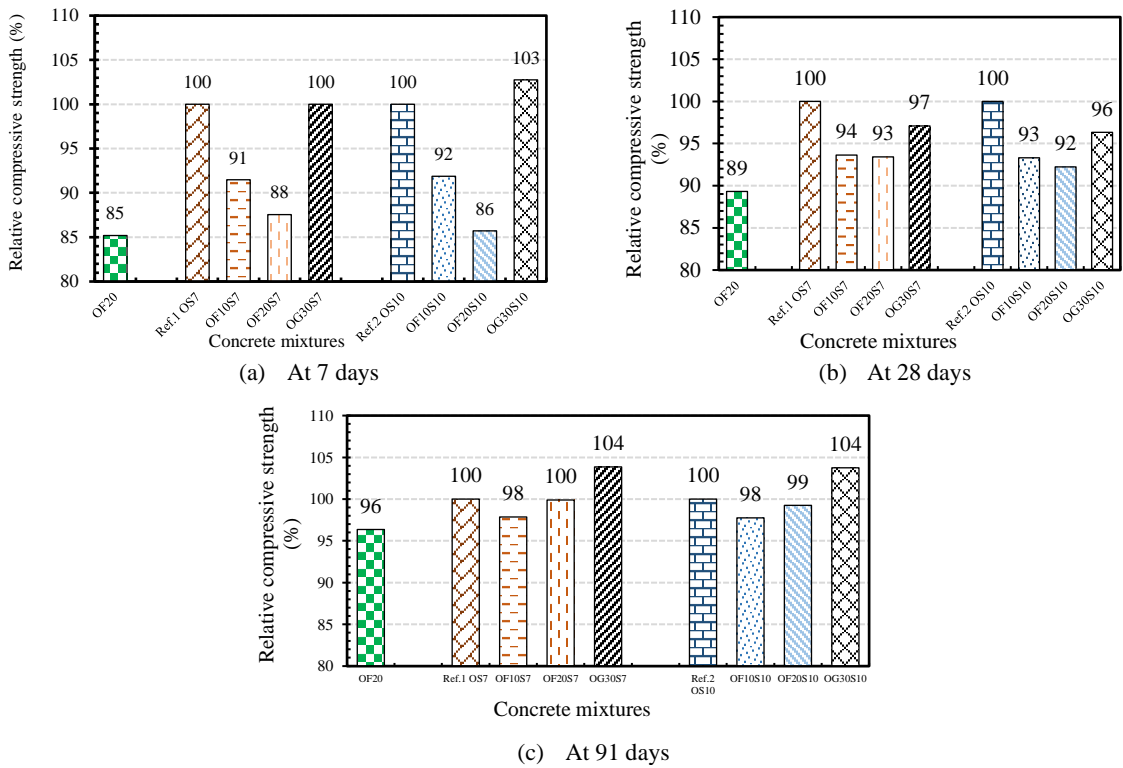 Relative compressive strength (%)
110
105
100
95
90
85
80
85
100
91
88
100
100
92
86
103
OF20
Ref.1 OS7
OF10S7
OF20S7
OG30S7
Ref.2 OS10
OF10S10
OF20S10
OG30S10
Concrete mixtures
(a) At 7 days
Relative compressive strength
(%)
110
105
100
95
90
85
80
89
100
94
93
97
100
93
92
96
OF20
Ref.1 OS7
OF10S7
OF20S7
OG30S7
Ref.2 OS10
OF10S10
OF20S10
OG30S10
Concrete mixtures
(b) At 28 days
Relative compressive strength
(%)
110
105
100
95
90
85
80
96
100
98
100
104
100
98
99
104
OF20
Ref.1 OS7
OF10S7
OF20S7
OG30S7
Ref.2
OS10
OF10S10
OF20S10
OG30S10
Concrete mixtures
(c) At 91 days